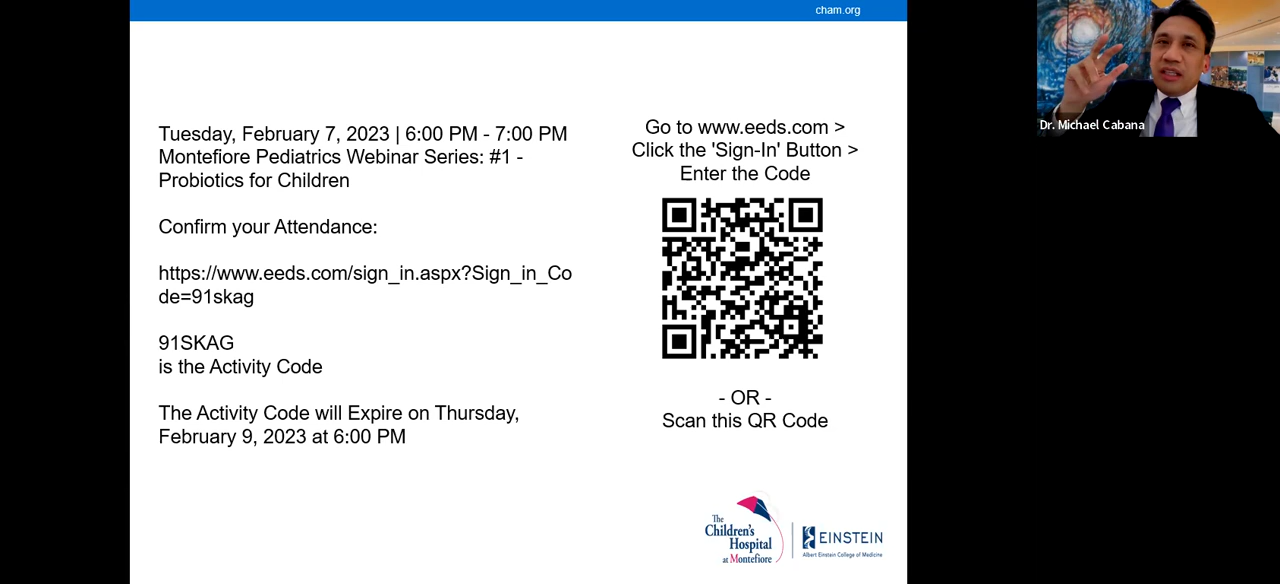 cham.org
Tuesday, February 7, 2023 | 6:00 PM - 7:00 PM
Montefiore Pediatrics Webinar Series: #1 -
Probiotics for Children
Confirm your Attendance:
https://www.eeds.com/sign_in.aspx?Sign_in_Co
de=91skag
91SKAG
is the Activity Code
The Activity Code will Expire on Thursday,
February 9, 2023 at 6:00 PM
Go to www.eeds.com >
Click the 'Sign-In' Button >
Enter the Code
- OR -
Scan this QR Code
The
Children's
Hospital
at Montefiore
EINSTEIN
Albert Einstein College of Medicine
Dr. Michael Cabana